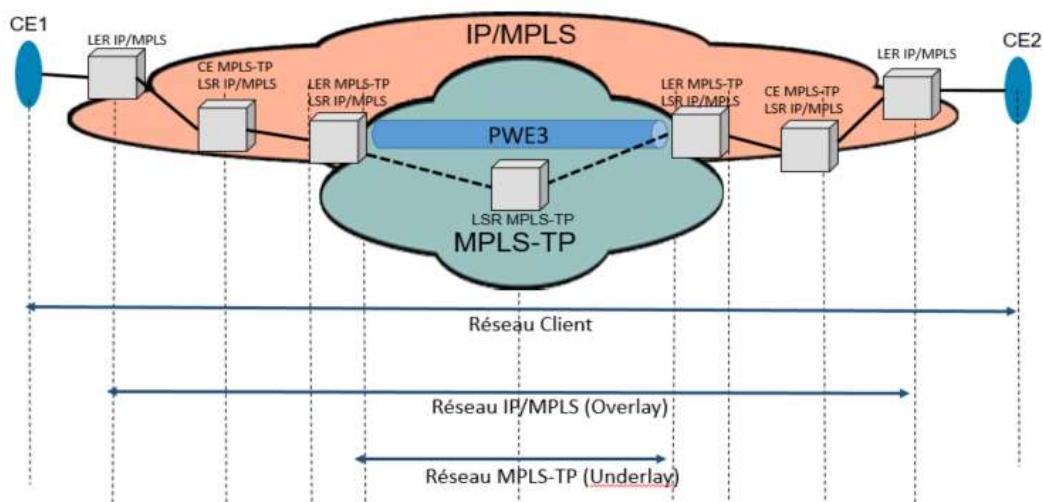 CE1
LER IP/MPLS
IP/MPLS
LER IP/MPLS
CE2
CE MPLS-TP
LSR IP/MPLS
LER MPLS-TP
LSR IP/MPLS
LER MPLS-TP
LSR IP/MPLS
CE MPLS-TP
LSR IP/MPLS
PWE3
LSR MPLS-TP
MPLS-TP
Réseau Client
Réseau IP/MPLS (Overlay)
Réseau MPLS-TP (Underlay)